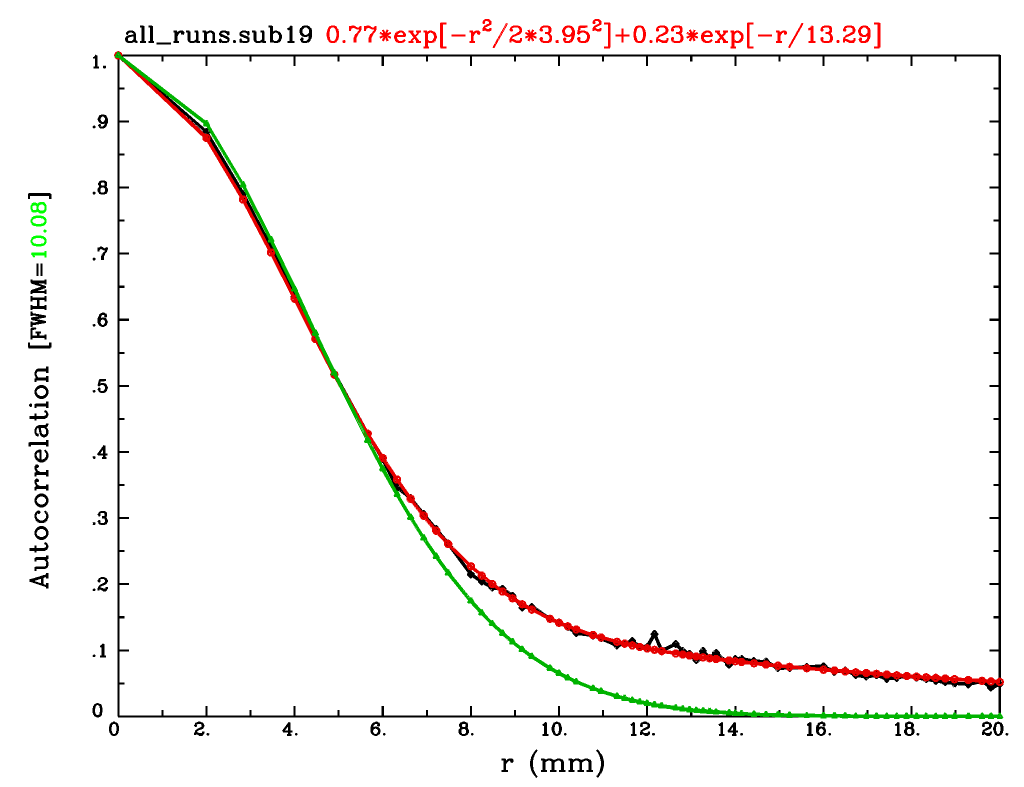 all_runs.sub19 0.77*exp[-r²/2*3.95²]+0.23*exp[-r/13.29]
1.
.9
.8
.7
.6
.5
.4
.3
.2
.1
0
Autocorrelation [FWHM=10.08]
0 2. 4. 6. 8. 10. 12. 14. 16. 18. 20.
r (mm)